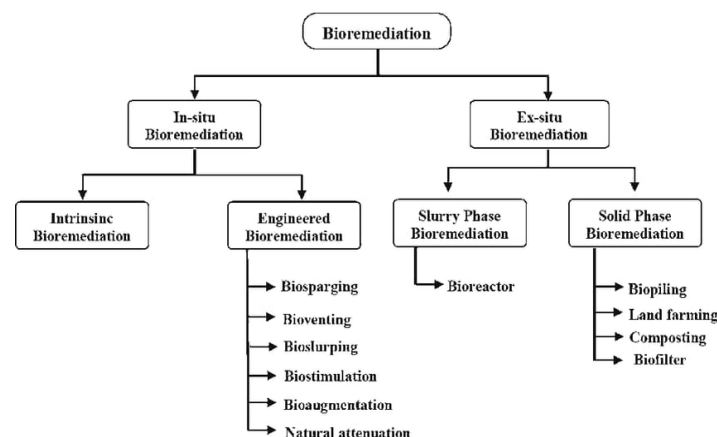 Bioremediation
In-situ
Bioremediation
Ex-situ
Bioremediation
Intrinsinc
Bioremediation
Engineered
Bioremediation
Slurry Phase
Bioremediation
Solid Phase
Bioremediation
Biosparging
Bioventing
Bioslurping
Biostimulation
Bioaugmentation
Natural attenuation
Bioreactor
Biopiling
Land farming
Composting
Biofilter